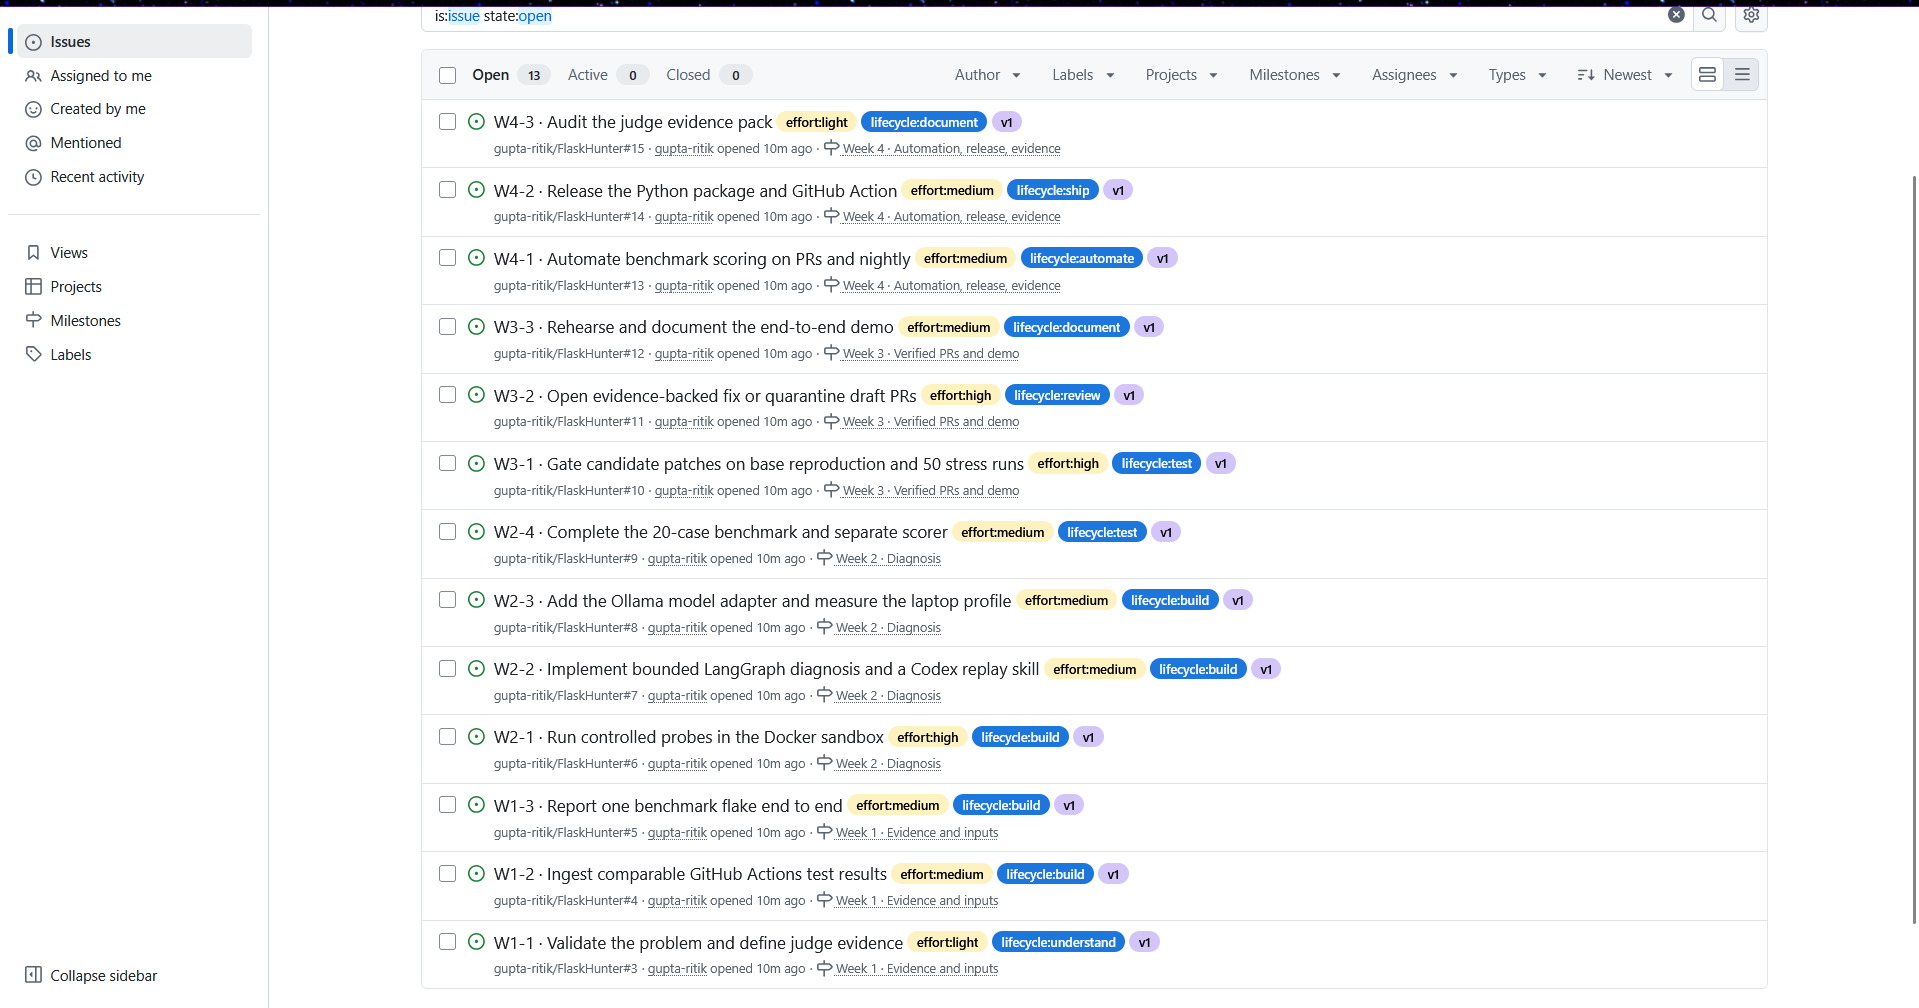 is:issue state:open
Issues
Assigned to me
Created by me
Mentioned
Recent activity
Views
Projects
Milestones
Labels
Collapse sidebar
Open 13 Active 0 Closed 0 Author Labels Projects Milestones Assignees Types Newest
W4-3 · Audit the judge evidence pack effort:light lifecycle:document v1
gupta-ritik/FlaskHunter#15 · gupta-ritik opened 10m ago · Week 4 · Automation, release, evidence
W4-2 · Release the Python package and GitHub Action effort:medium lifecycle:ship v1
gupta-ritik/FlaskHunter#14 · gupta-ritik opened 10m ago · Week 4 · Automation, release, evidence
W4-1 · Automate benchmark scoring on PRs and nightly effort:medium lifecycle:automate v1
gupta-ritik/FlaskHunter#13 · gupta-ritik opened 10m ago · Week 4 · Automation, release, evidence
W3-3 · Rehearse and document the end-to-end demo effort:medium lifecycle:document v1
gupta-ritik/FlaskHunter#12 · gupta-ritik opened 10m ago · Week 3 · Verified PRs and demo
W3-2 · Open evidence-backed fix or quarantine draft PRs effort:high lifecycle:review v1
gupta-ritik/FlaskHunter#11 · gupta-ritik opened 10m ago · Week 3 · Verified PRs and demo
W3-1 · Gate candidate patches on base reproduction and 50 stress runs effort:high lifecycle:test v1
gupta-ritik/FlaskHunter#10 · gupta-ritik opened 10m ago · Week 3 · Verified PRs and demo
W2-4 · Complete the 20-case benchmark and separate scorer effort:medium lifecycle:test v1
gupta-ritik/FlaskHunter#9 · gupta-ritik opened 10m ago · Week 2 · Diagnosis
W2-3 · Add the Ollama model adapter and measure the laptop profile effort:medium lifecycle:build v1
gupta-ritik/FlaskHunter#8 · gupta-ritik opened 10m ago · Week 2 · Diagnosis
W2-2 · Implement bounded LangGraph diagnosis and a Codex replay skill effort:medium lifecycle:build v1
gupta-ritik/FlaskHunter#7 · gupta-ritik opened 10m ago · Week 2 · Diagnosis
W2-1 · Run controlled probes in the Docker sandbox effort:high lifecycle:build v1
gupta-ritik/FlaskHunter#6 · gupta-ritik opened 10m ago · Week 2 · Diagnosis
W1-3 · Report one benchmark flake end to end effort:medium lifecycle:build v1
gupta-ritik/FlaskHunter#5 · gupta-ritik opened 10m ago · Week 1 · Evidence and inputs
W1-2 · Ingest comparable GitHub Actions test results effort:medium lifecycle:build v1
gupta-ritik/FlaskHunter#4 · gupta-ritik opened 10m ago · Week 1 · Evidence and inputs
W1-1 · Validate the problem and define judge evidence effort:light lifecycle:understand v1
gupta-ritik/FlaskHunter#3 · gupta-ritik opened 10m ago · Week 1 · Evidence and inputs